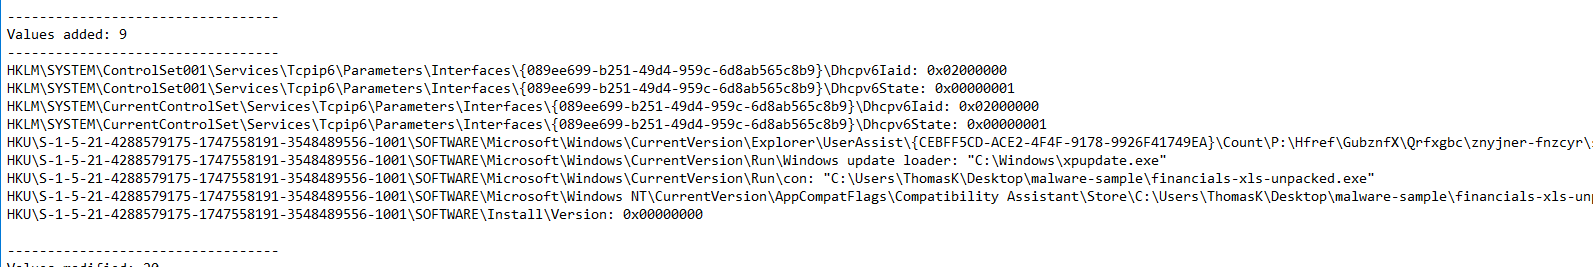 ----------------------------------
Values added: 9
----------------------------------
HKLM\SYSTEM\ControlSet001\Services\Tcpip6\Parameters\Interfaces\{089ee699-b251-49d4-959c-6d8ab565c8b9}\Dhcpv6Iaid: 0x02000000
HKLM\SYSTEM\ControlSet001\Services\Tcpip6\Parameters\Interfaces\{089ee699-b251-49d4-959c-6d8ab565c8b9}\Dhcpv6State: 0x00000001
HKLM\SYSTEM\CurrentControlSet\Services\Tcpip6\Parameters\Interfaces\{089ee699-b251-49d4-959c-6d8ab565c8b9}\Dhcpv6Iaid: 0x02000000
HKLM\SYSTEM\CurrentControlSet\Services\Tcpip6\Parameters\Interfaces\{089ee699-b251-49d4-959c-6d8ab565c8b9}\Dhcpv6State: 0x00000001
HKU\S-1-5-21-4288579175-1747558191-3548489556-1001\SOFTWARE\Microsoft\Windows\CurrentVersion\Explorer\UserAssist\{CEBFF5CD-ACE2-4F4F-9178-9926F41749EA}\Count\P:\Hfref\GubznfX\Qrfxgbc\znyjner-fnzcyr\
HKU\S-1-5-21-4288579175-1747558191-3548489556-1001\SOFTWARE\Microsoft\Windows\CurrentVersion\Run\Windows update loader: "C:\Windows\xpupdate.exe"
HKU\S-1-5-21-4288579175-1747558191-3548489556-1001\SOFTWARE\Microsoft\Windows\CurrentVersion\Run\con: "C:\Users\ThomasK\Desktop\malware-sample\financials-xls-unpacked.exe"
HKU\S-1-5-21-4288579175-1747558191-3548489556-1001\SOFTWARE\Microsoft\Windows NT\CurrentVersion\AppCompatFlags\Compatibility Assistant\Store\C:\Users\ThomasK\Desktop\malware-sample\financials-xls-unp
HKU\S-1-5-21-4288579175-1747558191-3548489556-1001\SOFTWARE\Install\Version: 0x00000000
----------------------------------
Values modified: 20